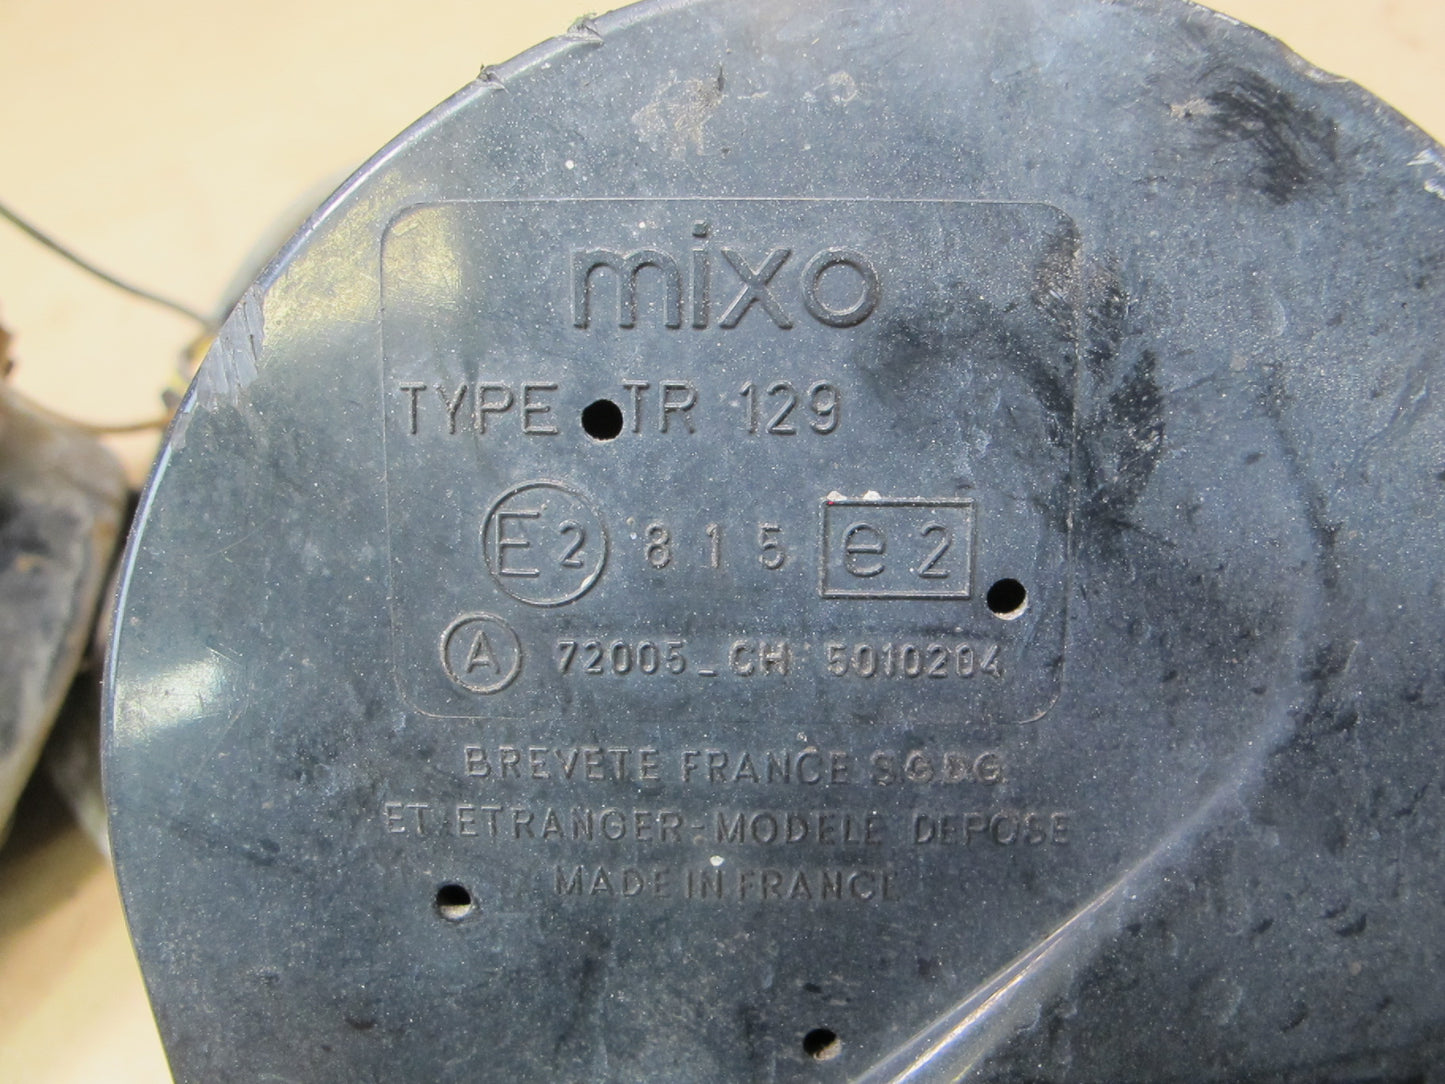 mixo
TYPE TR 129
E2 815 e2
A 72005_CH 5010204
BREVETE FRANCE S.G.D.G
ET ETRANGER-MODELE DEPOSE
MADE IN FRANCE